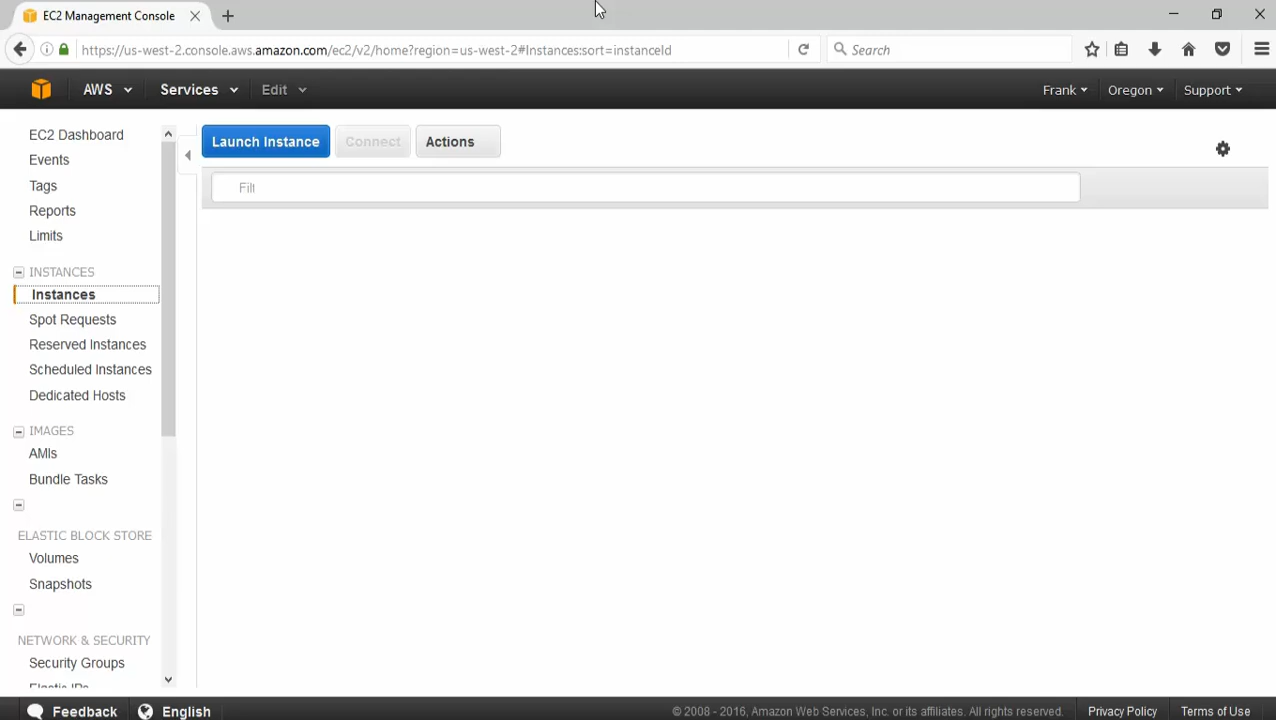 EC2 Management Console
https://us-west-2.console.aws.amazon.com/ec2/v2/home?region=us-west-2#Instances:sort=instanceId
Search
AWS Services Edit Frank Oregon Support
EC2 Dashboard
Events
Tags
Reports
Limits
INSTANCES
Instances
Spot Requests
Reserved Instances
Scheduled Instances
Dedicated Hosts
IMAGES
AMIs
Bundle Tasks
ELASTIC BLOCK STORE
Volumes
Snapshots
NETWORK & SECURITY
Security Groups
Elastic IPs
Launch Instance Connect Actions
Filt
Feedback English © 2008 - 2016, Amazon Web Services, Inc. or its affiliates. All rights reserved. Privacy Policy Terms of Use